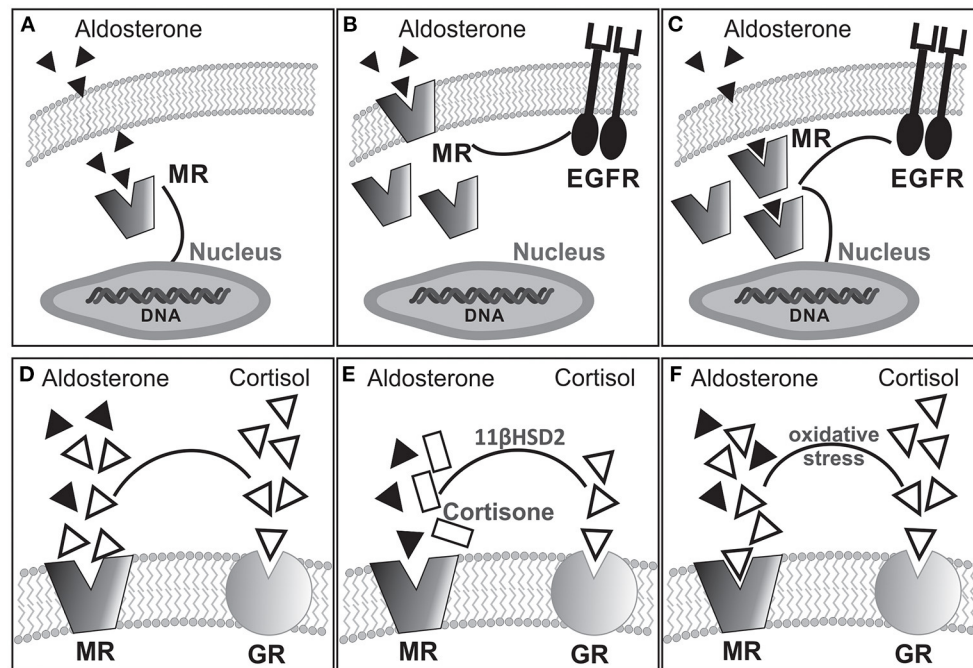 A
Aldosterone
MR
Nucleus
DNA
B
Aldosterone
MR
EGFR
Nucleus
DNA
C
Aldosterone
MR
EGFR
Nucleus
DNA
D
Aldosterone Cortisol
MR GR
E
Aldosterone Cortisol
11βHSD2
Cortisone
MR GR
F
Aldosterone Cortisol
oxidative
stress
MR GR